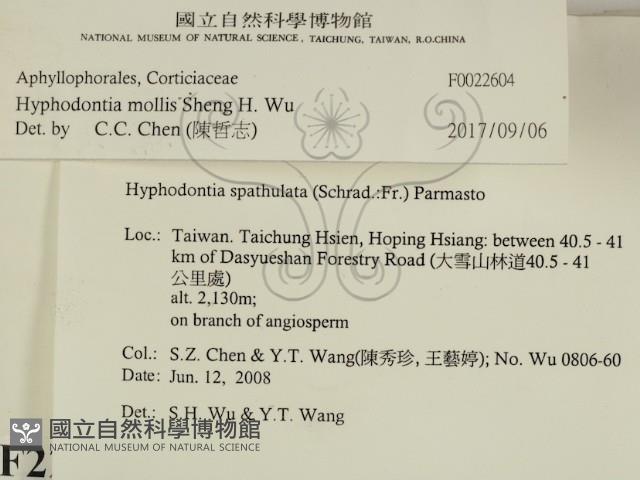 國立自然科學博物館
NATIONAL MUSEUM OF NATURAL SCIENCE, TAICHUNG, TAIWAN, R.O.CHINA
Aphyllophorales, Corticiaceae F0022604
Hyphodontia mollis Sheng H. Wu
Det. by C.C. Chen (陳哲志) 2017/09/06
Hyphodontia spathulata (Schrad.:Fr.) Parmasto
Loc.: Taiwan. Taichung Hsien, Hoping Hsiang: between 40.5 - 41
km of Dasyueshan Forestry Road (大雪山林道40.5 - 41
公里處)
alt. 2,130m;
on branch of angiosperm
Col.: S.Z. Chen & Y.T. Wang(陳秀珍, 王藝婷); No. Wu 0806-60
Date: Jun. 12, 2008
Det.: S.H. Wu & Y.T. Wang
國立自然科學博物館
NATIONAL MUSEUM OF NATURAL SCIENCE
F2